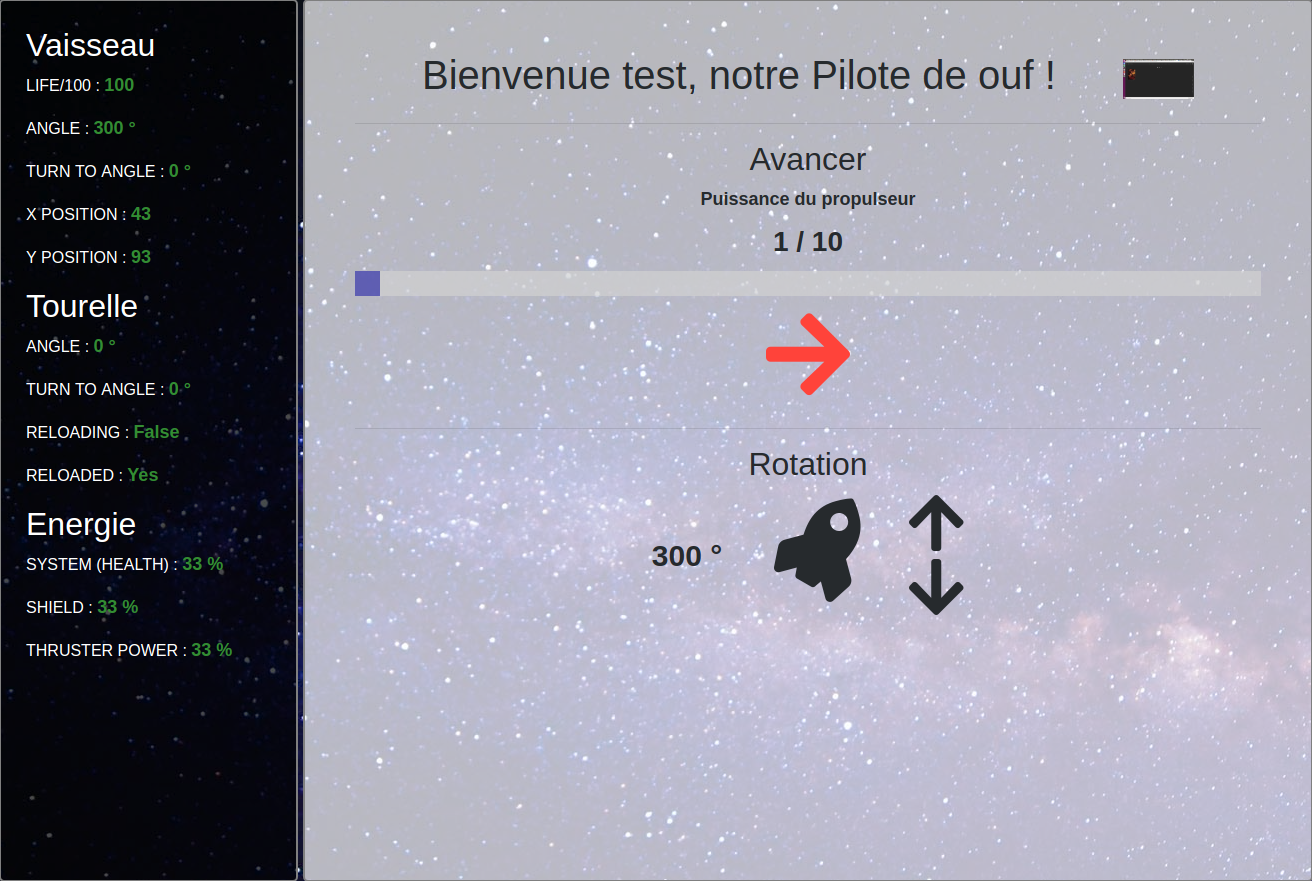 Vaisseau
LIFE/100 : 100
ANGLE : 300 °
TURN TO ANGLE : 0 °
X POSITION : 43
Y POSITION : 93
Tourelle
ANGLE : 0 °
TURN TO ANGLE : 0 °
RELOADING : False
RELOADED : Yes
Energie
SYSTEM (HEALTH) : 33 %
SHIELD : 33 %
THRUSTER POWER : 33 %
Bienvenue test, notre Pilote de ouf !
Avancer
Puissance du propulseur
1 / 10
Rotation
300 °